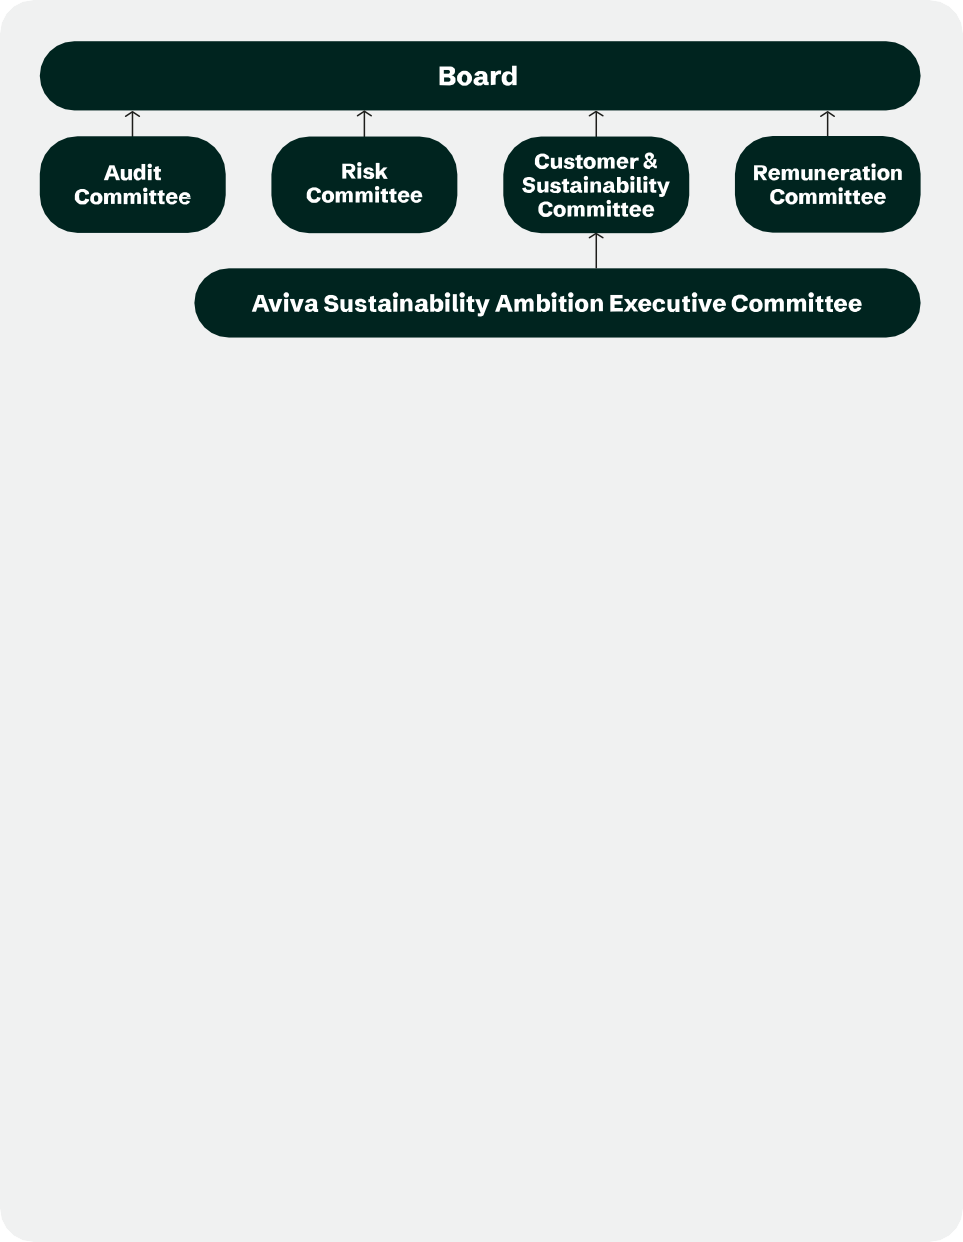 Board
Audit
Committee
Risk
Committee
Customer &
Sustainability
Committee
Remuneration
Committee
Aviva Sustainability Ambition Executive Committee